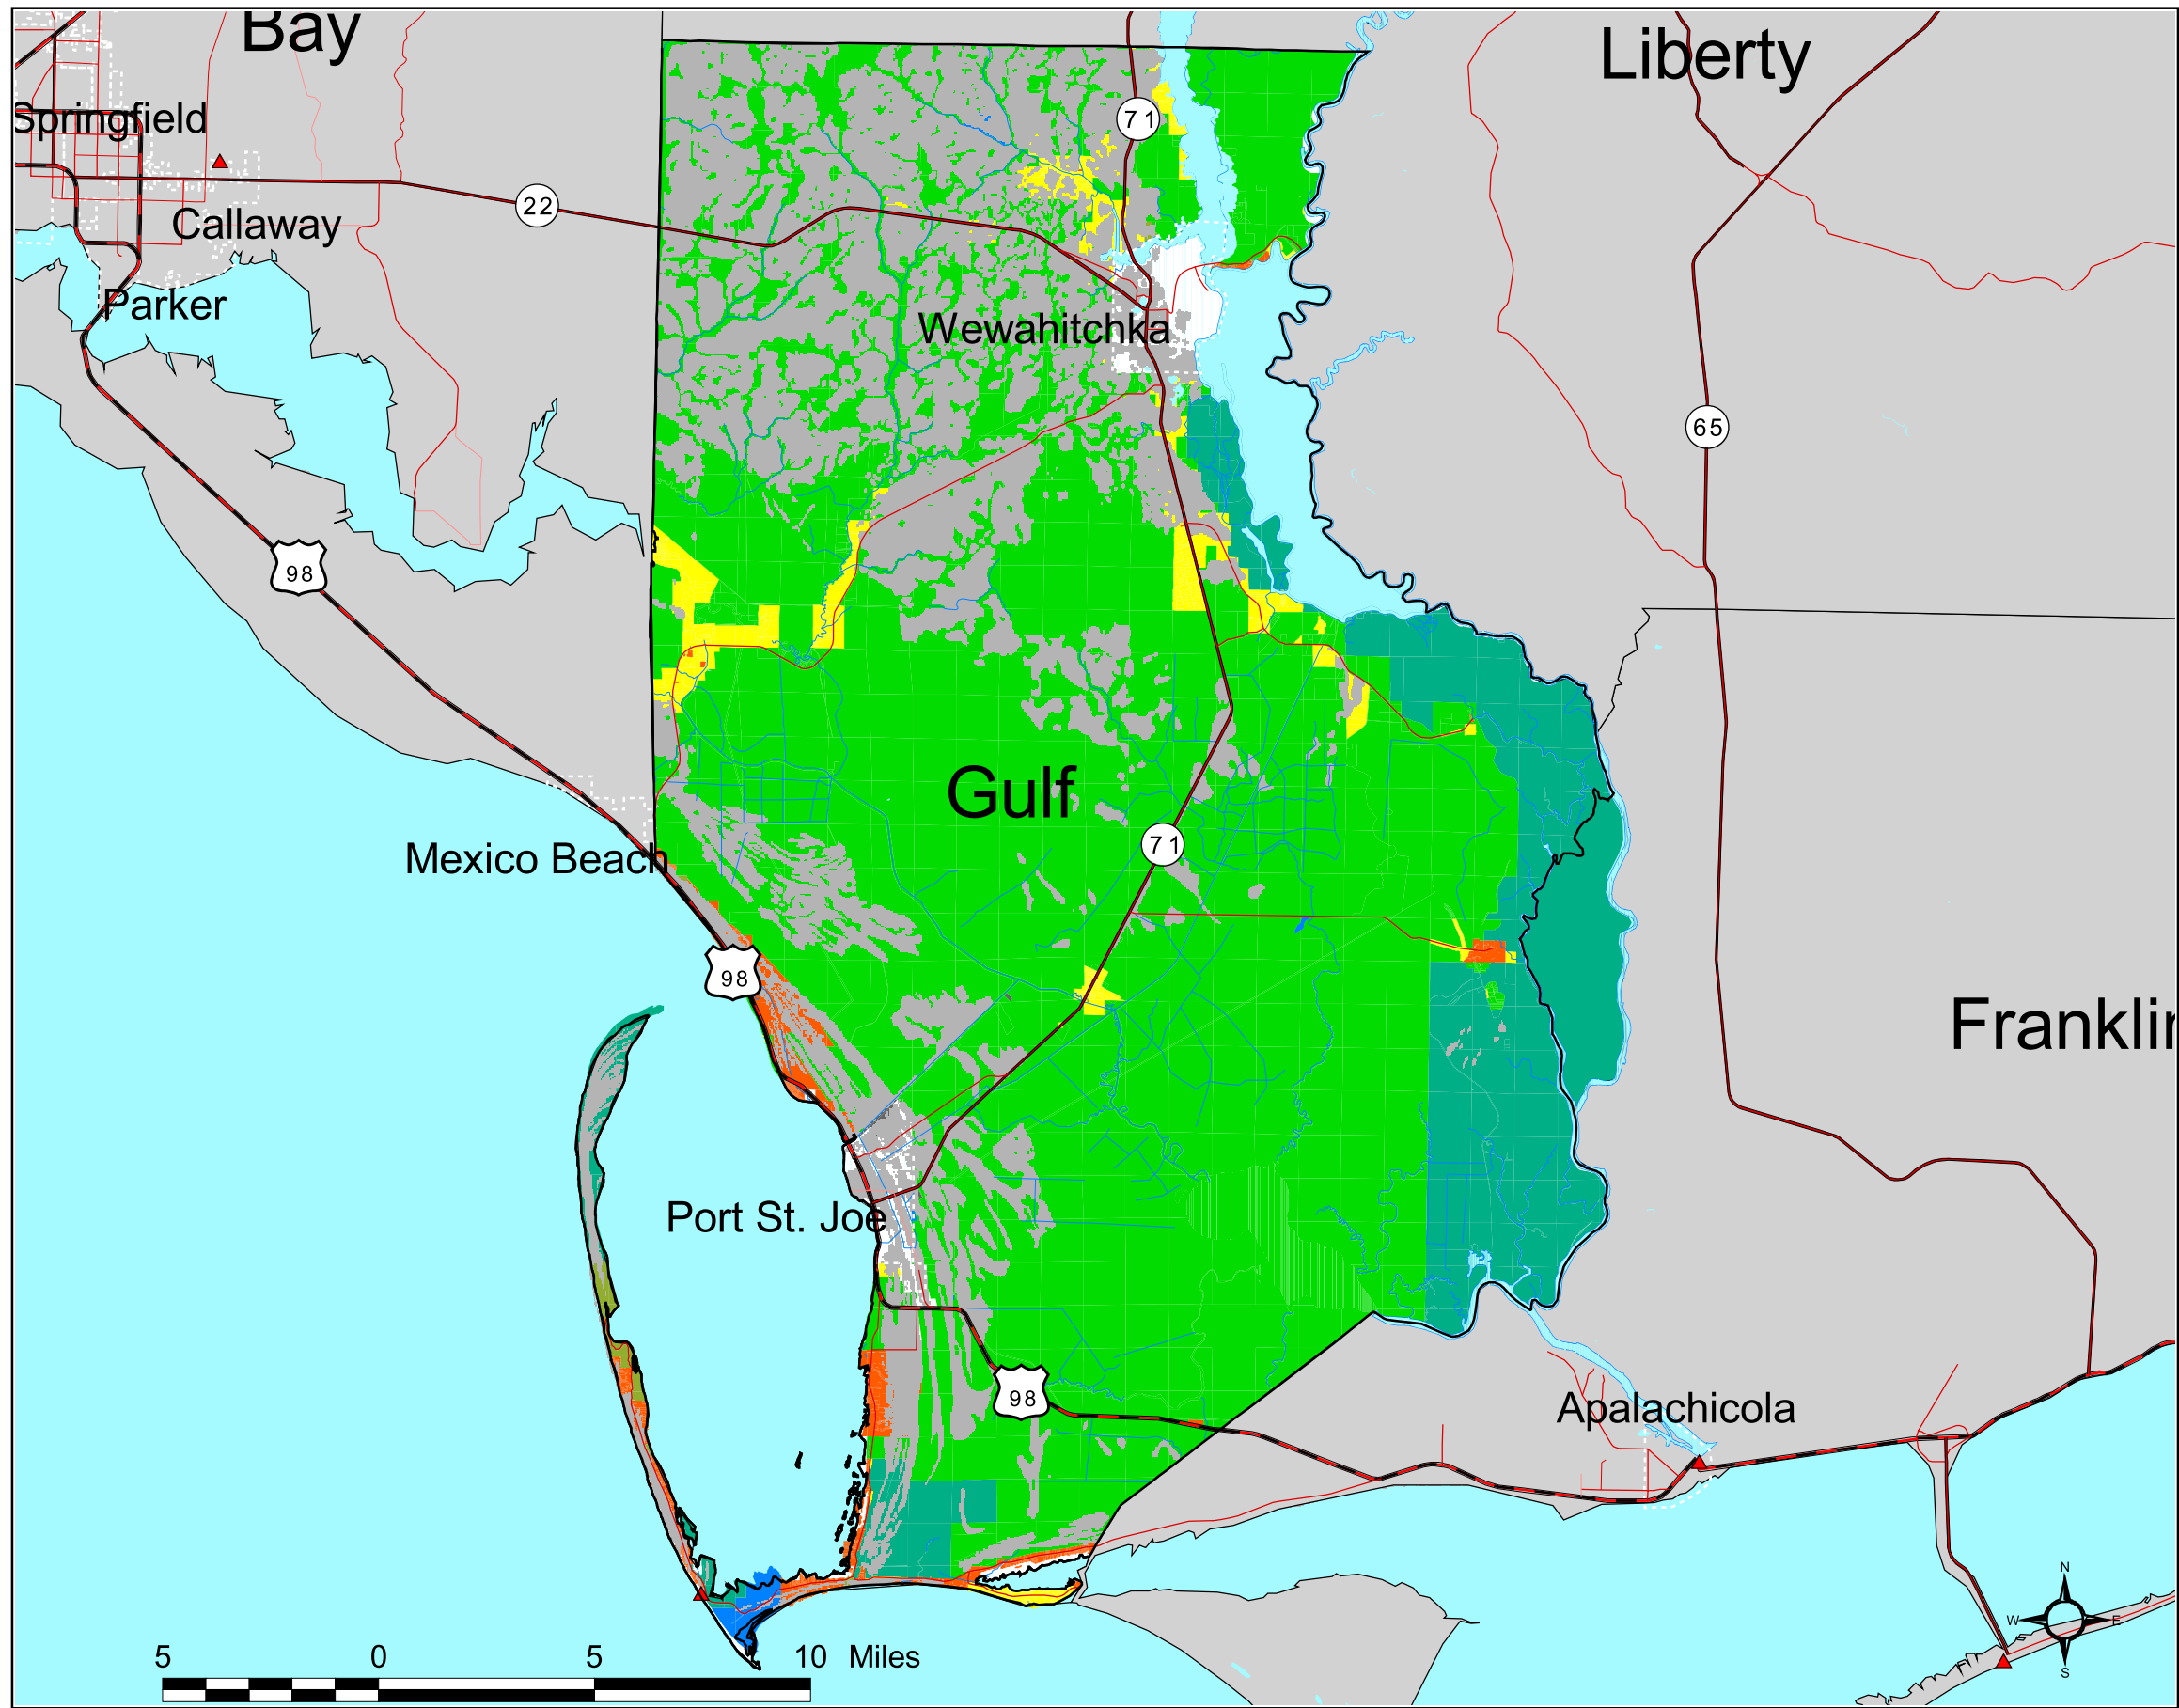 Bay
Liberty
Springfield
71
22
Callaway
Parker
Wewahitchka
65
98
Gulf
71
Mexico Beach
98
Franklin
Port St. Joe
98
Apalachicola
N
W E
S
5 0 5 10 Miles